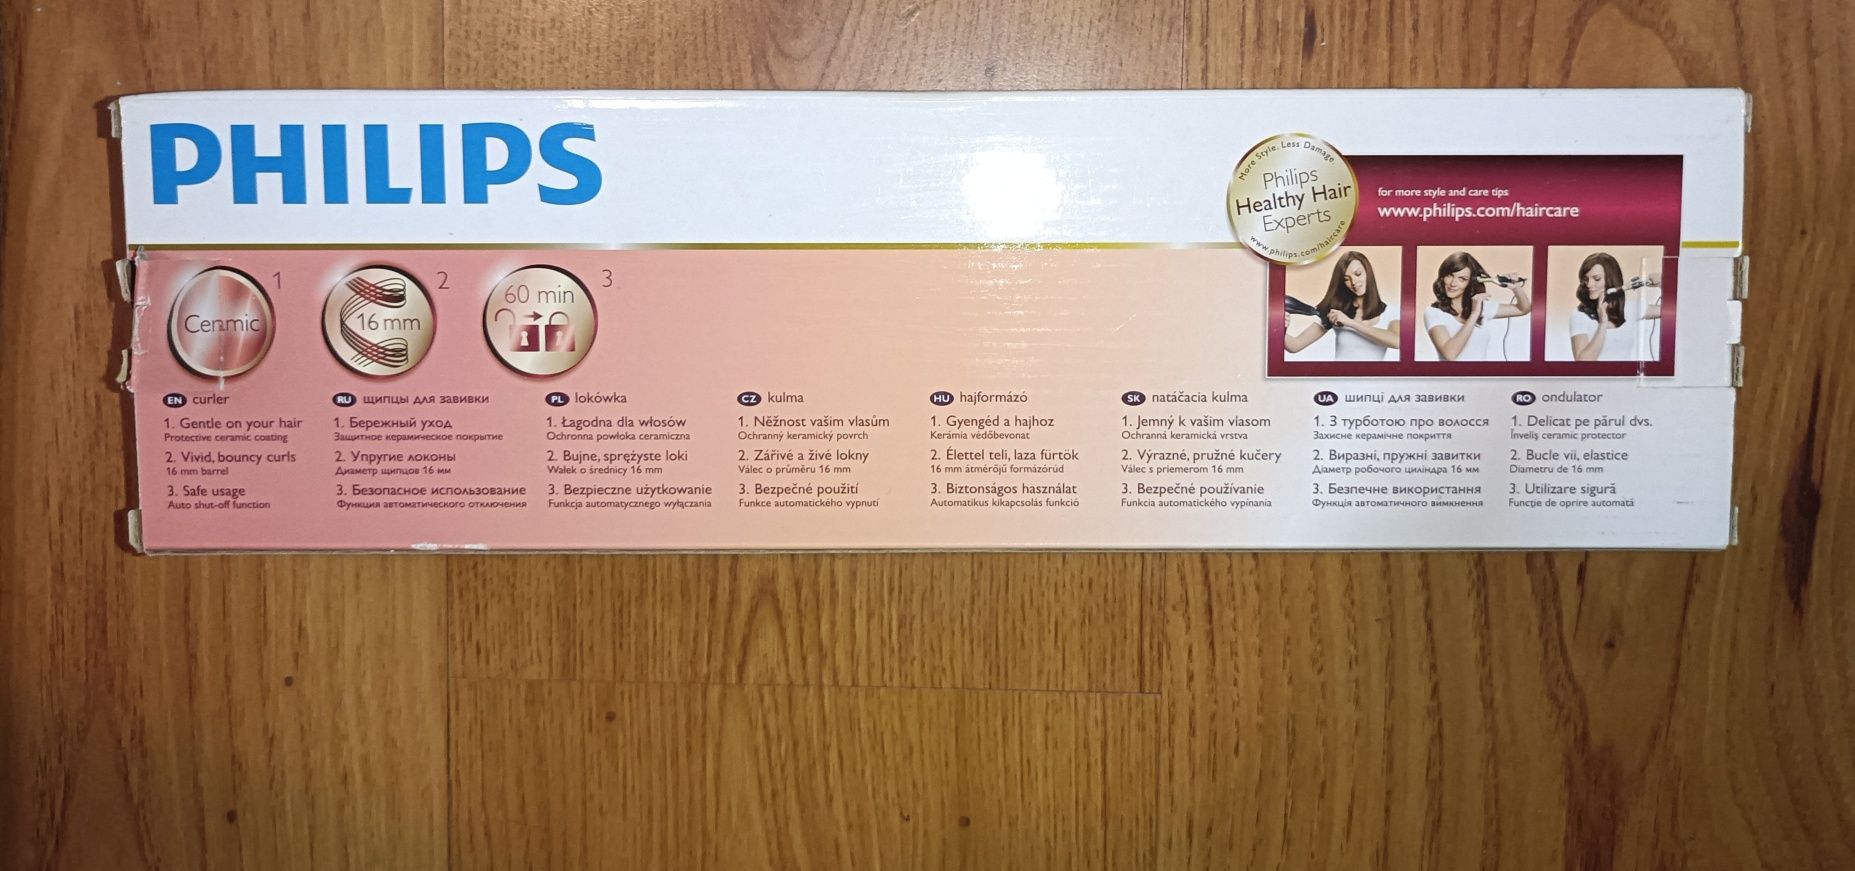 PHILIPS
More Style. Less Damage.
Philips
Healthy Hair
Experts
www.philips.com/haircare
for more style and care tips
www.philips.com/haircare
Ceramic
1
16 mm
2
60 min
3
EN curler
1. Gentle on your hair
Protective ceramic coating
2. Vivid, bouncy curls
16 mm barrel
3. Safe usage
Auto shut-off function
RU щипцы для завивки
1. Бережный уход
Защитное керамическое покрытие
2. Упругие локоны
Диаметр щипцов 16 мм
3. Безопасное использование
Функция автоматического отключения
PL lokówka
1. Łagodna dla włosów
Ochronna powłoka ceramiczna
2. Bujne, sprężyste loki
Wałek o średnicy 16 mm
3. Bezpieczne użytkowanie
Funkcja automatycznego wyłączania
CZ kulma
1. Něžnost vašim vlasům
Ochranný keramický povrch
2. Zářivé a živé lokny
Válec o průměru 16 mm
3. Bezpečné použití
Funkce automatického vypnutí
HU hajformázó
1. Gyengéd a hajhoz
Kerámia védőbevonat
2. Élettel teli, laza fürtök
16 mm átmérőjű formázórúd
3. Biztonságos használat
Automatikus kikapcsolás funkció
SK natáčacia kulma
1. Jemný k vašim vlasom
Ochranná keramická vrstva
2. Výrazné, pružné kučery
Válec s priemerom 16 mm
3. Bezpečné používanie
Funkcia automatického vypínania
UA шипці для завивки
1. З турботою про волосся
Захисне керамічне покриття
2. Виразні, пружні завитки
Діаметр робочого циліндра 16 мм
3. Безпечне використання
Функція автоматичного вимкнення
RO ondulator
1. Delicat pe părul dvs.
Înveliş ceramic protector
2. Bucle vii, elastice
Diametru de 16 mm
3. Utilizare sigură
Funcţie de oprire automată